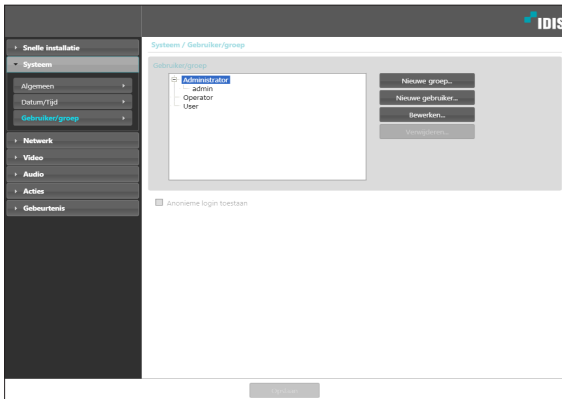 IDIS
Snelle installatie
Systeem
Algemeen
Datum/Tijd
Gebruiker/groep
Netwerk
Video
Audio
Acties
Gebeurtenis
Systeem / Gebruiker/groep
Gebruiker/groep
Administrator
admin
Operator
User
Nieuwe groep...
Nieuwe gebruiker...
Bewerken...
Verwijderen...
Anonieme login toestaan
Opslaan